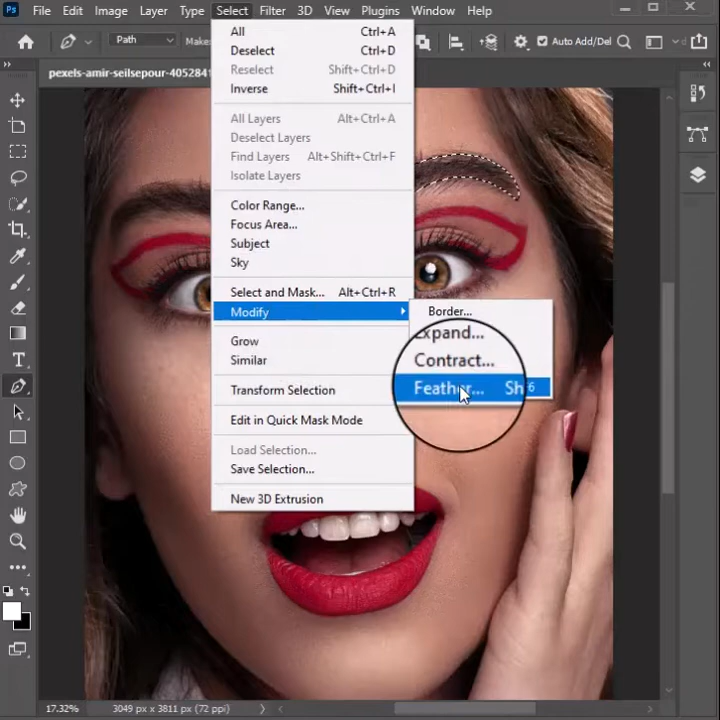 Ps File Edit Image Layer Type Select Filter 3D View Plugins Window Help
Path Make: Auto Add/Del
pexels-amir-seilsepour-4052841
All Ctrl+A
Deselect Ctrl+D
Reselect Shift+Ctrl+D
Inverse Shift+Ctrl+I
All Layers Alt+Ctrl+A
Deselect Layers
Find Layers Alt+Shift+Ctrl+F
Isolate Layers
Color Range...
Focus Area...
Subject
Sky
Select and Mask... Alt+Ctrl+R
Modify
Border...
Expand...
Contract...
Feather... Sh 6
Grow
Similar
Transform Selection
Edit in Quick Mask Mode
Load Selection...
Save Selection...
New 3D Extrusion
T
17.32% 3049 px x 3811 px (72 ppi)